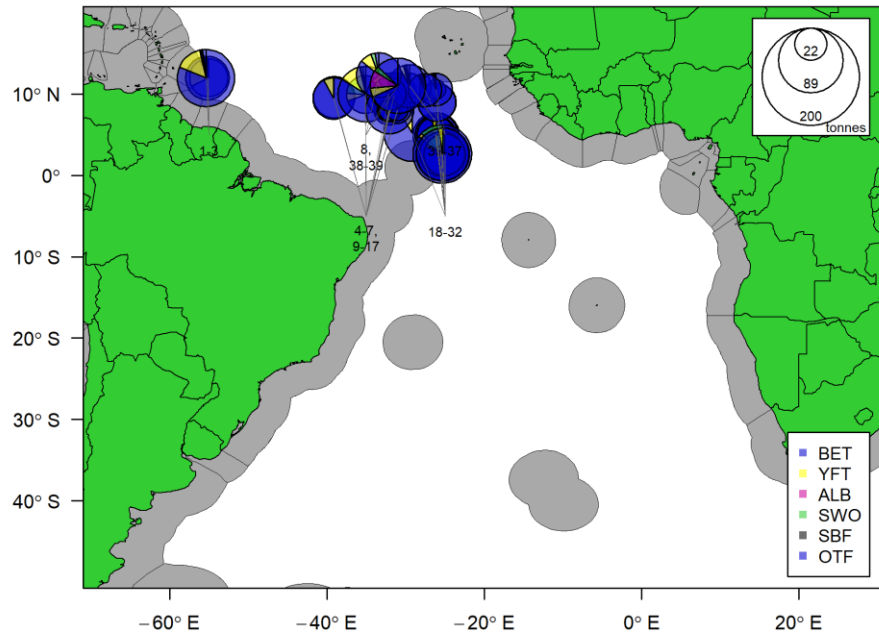 22
89
200
tonnes
10° N
0°
10° S
20° S
30° S
40° S
1-3
8,
38-39
4-7,
9-17
18-32
BET
YFT
ALB
SWO
SBF
OTF
−60° E
−40° E
−20° E
0° E
20° E